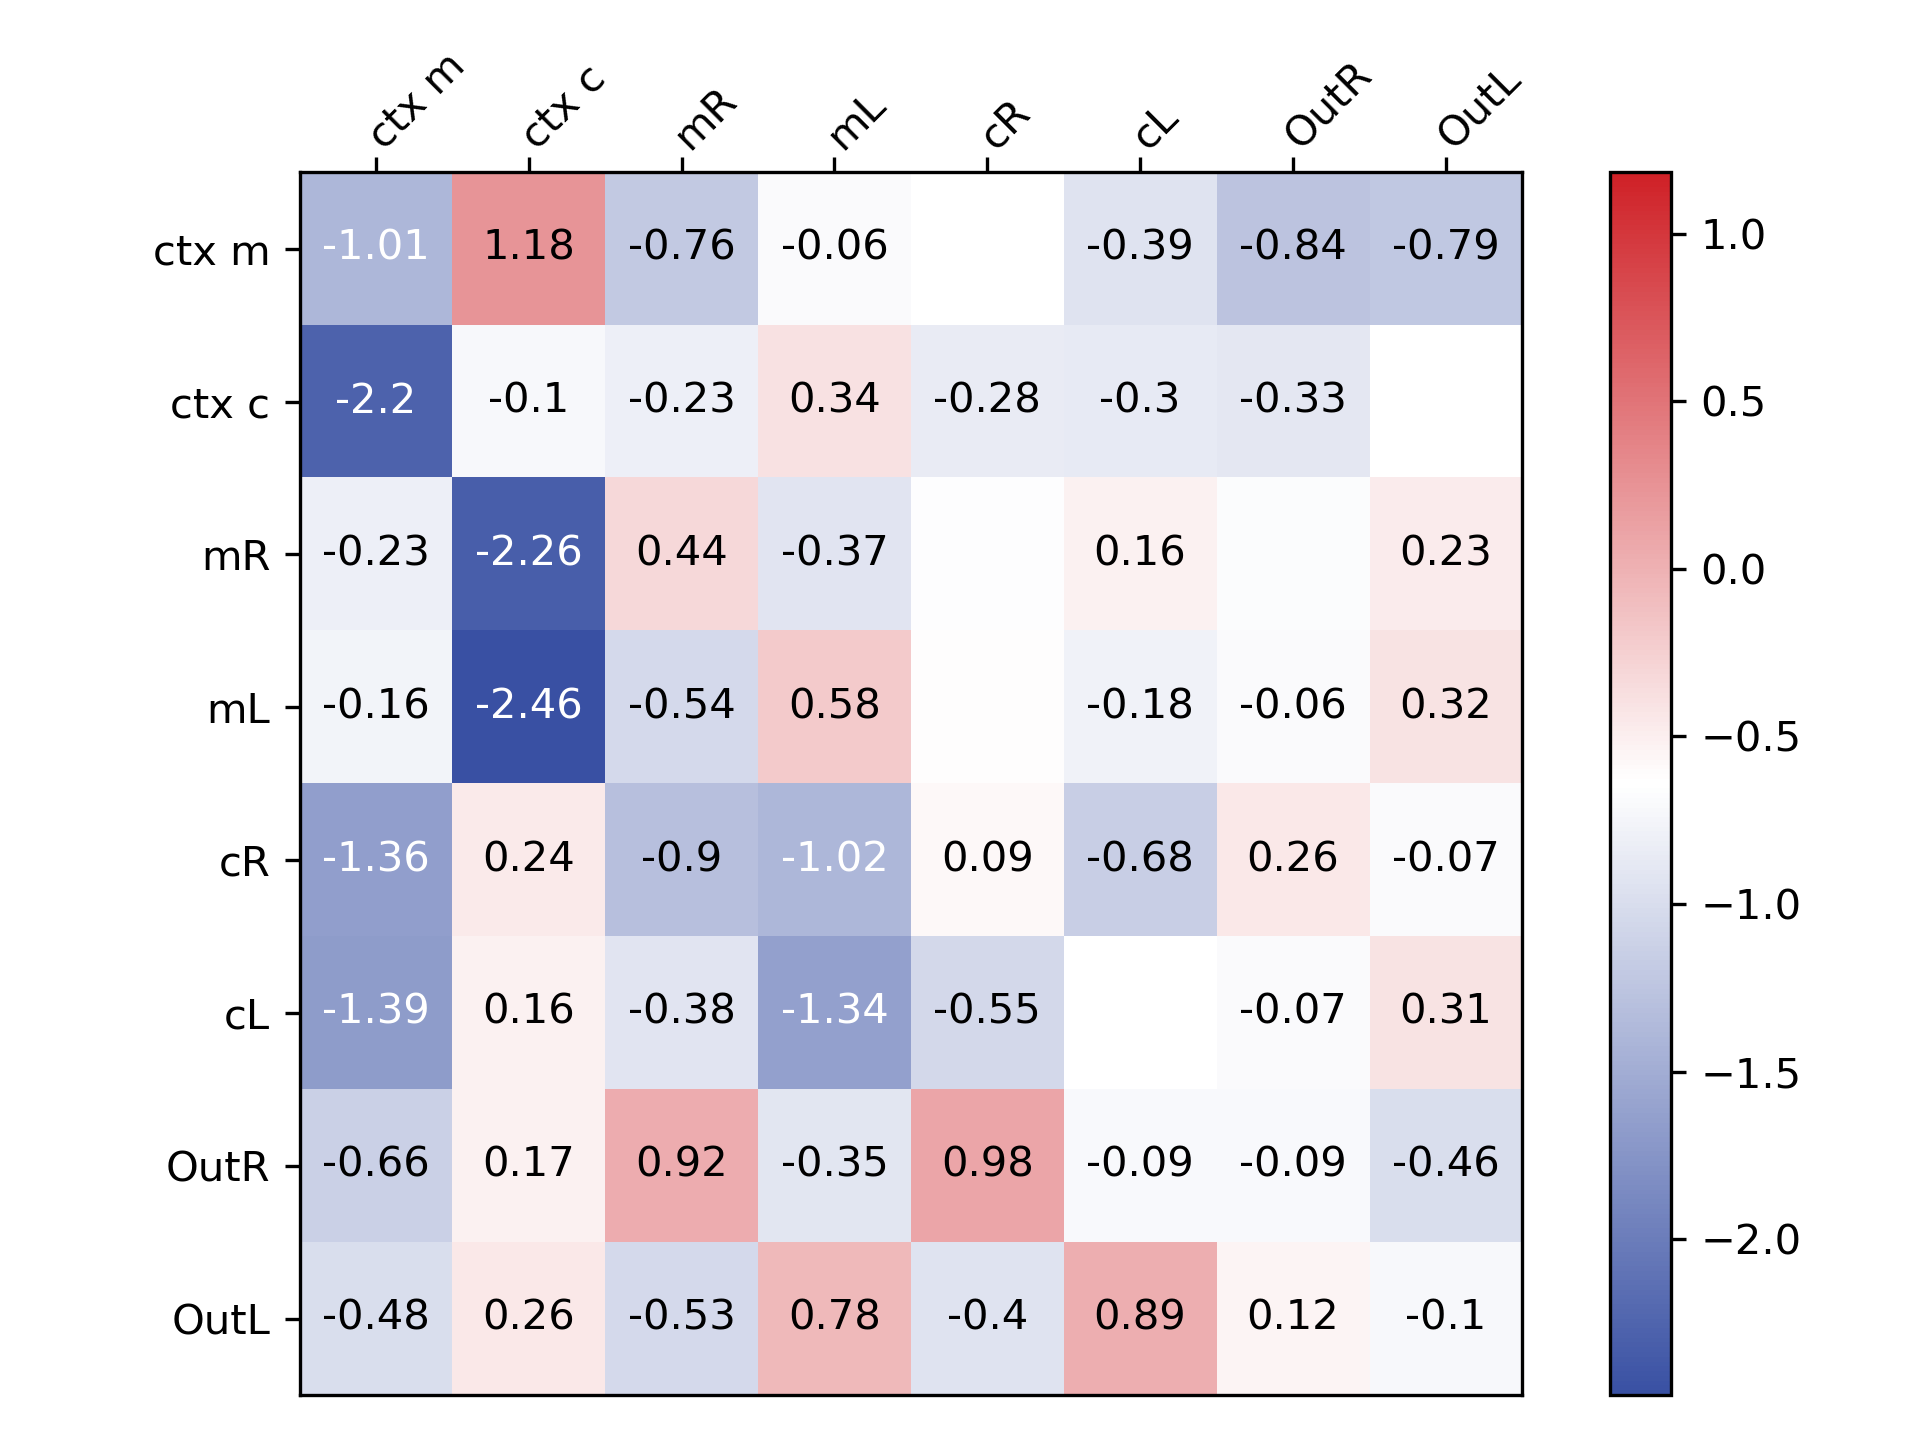 ctx m ctx c mR mL cR cL OutR OutL
ctx m -1.01 1.18 -0.76 -0.06 -0.39 -0.84 -0.79
ctx c -2.2 -0.1 -0.23 0.34 -0.28 -0.3 -0.33
mR -0.23 -2.26 0.44 -0.37 0.16 0.23
mL -0.16 -2.46 -0.54 0.58 -0.18 -0.06 0.32
cR -1.36 0.24 -0.9 -1.02 0.09 -0.68 0.26 -0.07
cL -1.39 0.16 -0.38 -1.34 -0.55 -0.07 0.31
OutR -0.66 0.17 0.92 -0.35 0.98 -0.09 -0.09 -0.46
OutL -0.48 0.26 -0.53 0.78 -0.4 0.89 0.12 -0.1
1.0
0.5
0.0
−0.5
−1.0
−1.5
−2.0